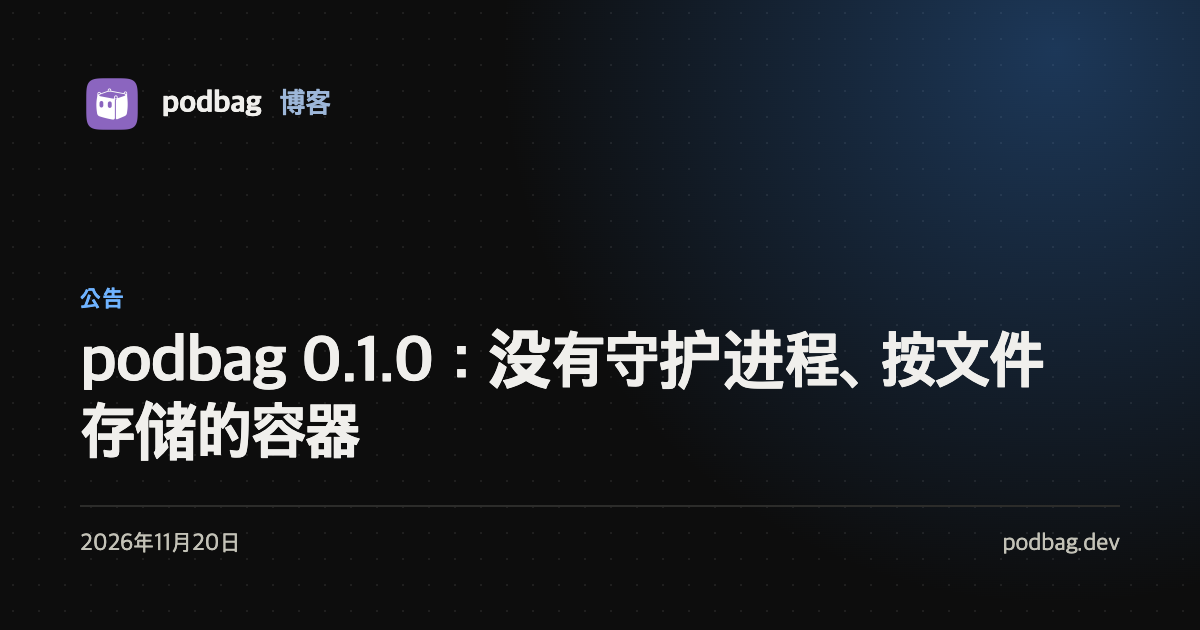 podbag 博客
公告
podbag 0.1.0：没有守护进程、按文件
存储的容器
2026年11月20日
podbag.dev